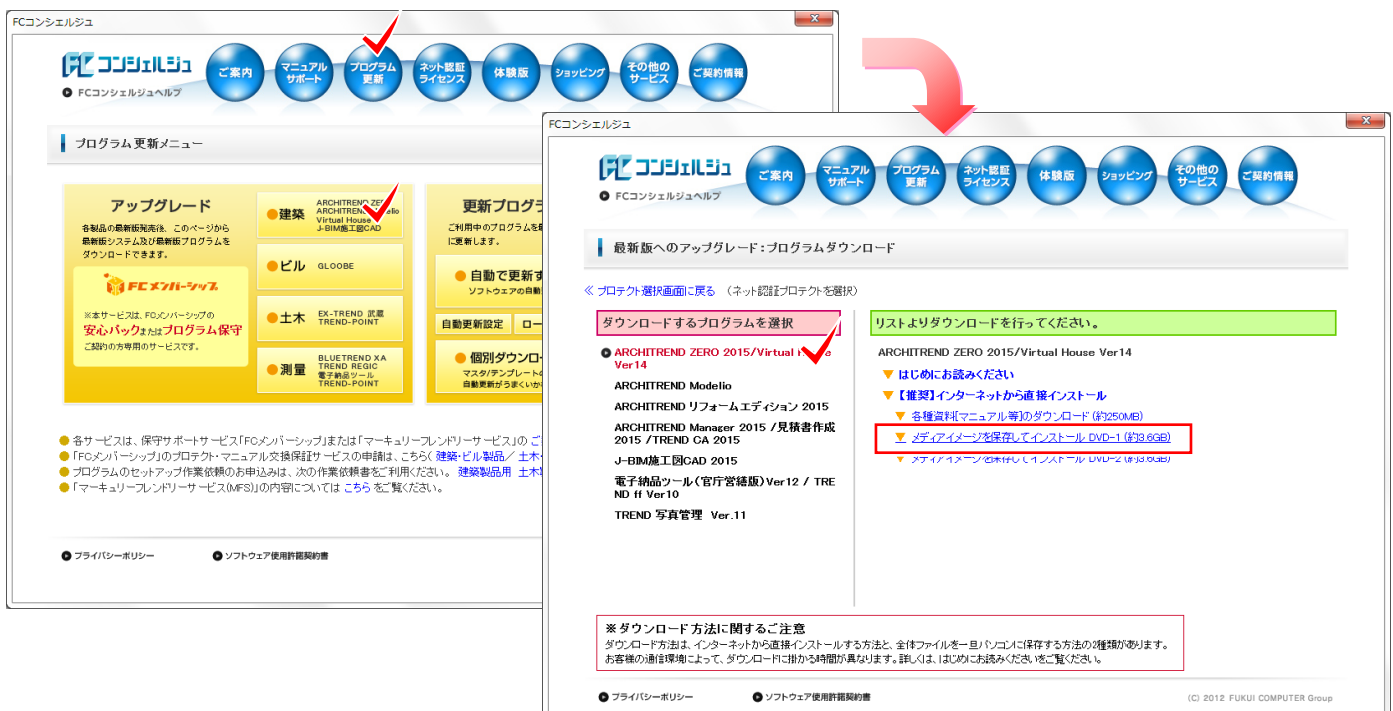 FCコンシェルジュ
FC コンシェルジュ
FCコンシェルジュヘルプ
ご案内
マニュアル
サポート
プログラム
更新
ネット認証
ライセンス
体験版
ショッピング
その他の
サービス
ご契約情報
プログラム更新メニュー
アップグレード
各製品の最新版発売後、このページから
最新版システム及び最新版プログラムを
ダウンロードできます。
FCメンバーシップ
※本サービスは、FCメンバーシップの
安心パックまたはプログラム保守
ご契約の方専用のサービスです。
建築
ARCHITREND ZER
ARCHITREND Modelio
Virtual House
J-BIM施工図CAD
ビル
GLOOBE
土木
EX-TREND 武蔵
TREND-POINT
測量
BLUETREND XA
TREND REGIC
電子納品ツール
TREND-POINT
更新プログ
ご利用中のプログラムを
に更新します。
自動で更新す
ソフトウェアの自動
自動更新設定
ロー
個別ダウンロ
マスタ/テンプレートの
自動更新がうまくいか
各サービスは、保守サポートサービス「FCメンバーシップ」または「マーキュリーフレンドリーサービス」の ご
「FCメンバーシップ」のプロテクト・マニュアル交換保証サービスの申請は、こちら( 建築・ビル製品／ 土木・
プログラムのセットアップ作業依頼のお申込みは、次の作業依頼書をご利用ください。 建築製品用 土木
「マーキュリーフレンドリーサービス(MFS)」の内容については こちら をご覧ください。
プライバシーポリシー
ソフトウェア使用許諾契約書
FCコンシェルジュ
FC コンシェルジュ
FCコンシェルジュヘルプ
ご案内
マニュアル
サポート
プログラム
更新
ネット認証
ライセンス
体験版
ショッピング
その他の
サービス
ご契約情報
最新版へのアップグレード：プログラムダウンロード
≪ プロテクト選択画面に戻る （ネット認証プロテクトを選択）
ダウンロードするプログラムを選択
ARCHITREND ZERO 2015/Virtual House
Ver14
ARCHITREND Modelio
ARCHITREND リフォームエディション 2015
ARCHITREND Manager 2015 /見積書作成
2015 /TREND CA 2015
J-BIM施工図CAD 2015
電子納品ツール(官庁営繕版)Ver12 / TRE
ND ff Ver10
TREND 写真管理 Ver.11
リストよりダウンロードを行ってください。
ARCHITREND ZERO 2015/Virtual House Ver14
はじめにお読みください
【推奨】インターネットから直接インストール
各種資料[マニュアル等]のダウンロード (約250MB)
メディアイメージを保存してインストール DVD-1 (約3.6GB)
メディアイメージを保存してインストール DVD-2 (約3.6GB)
※ダウンロード方法に関するご注意
ダウンロード方法は、インターネットから直接インストールする方法と、全体ファイルを一旦パソコンに保存する方法の2種類があります。
お客様の通信環境によって、ダウンロードに掛かる時間が異なります。詳しくは、はじめにお読みくださいをご覧ください。
プライバシーポリシー
ソフトウェア使用許諾契約書
(C) 2012 FUKUI COMPUTER Group